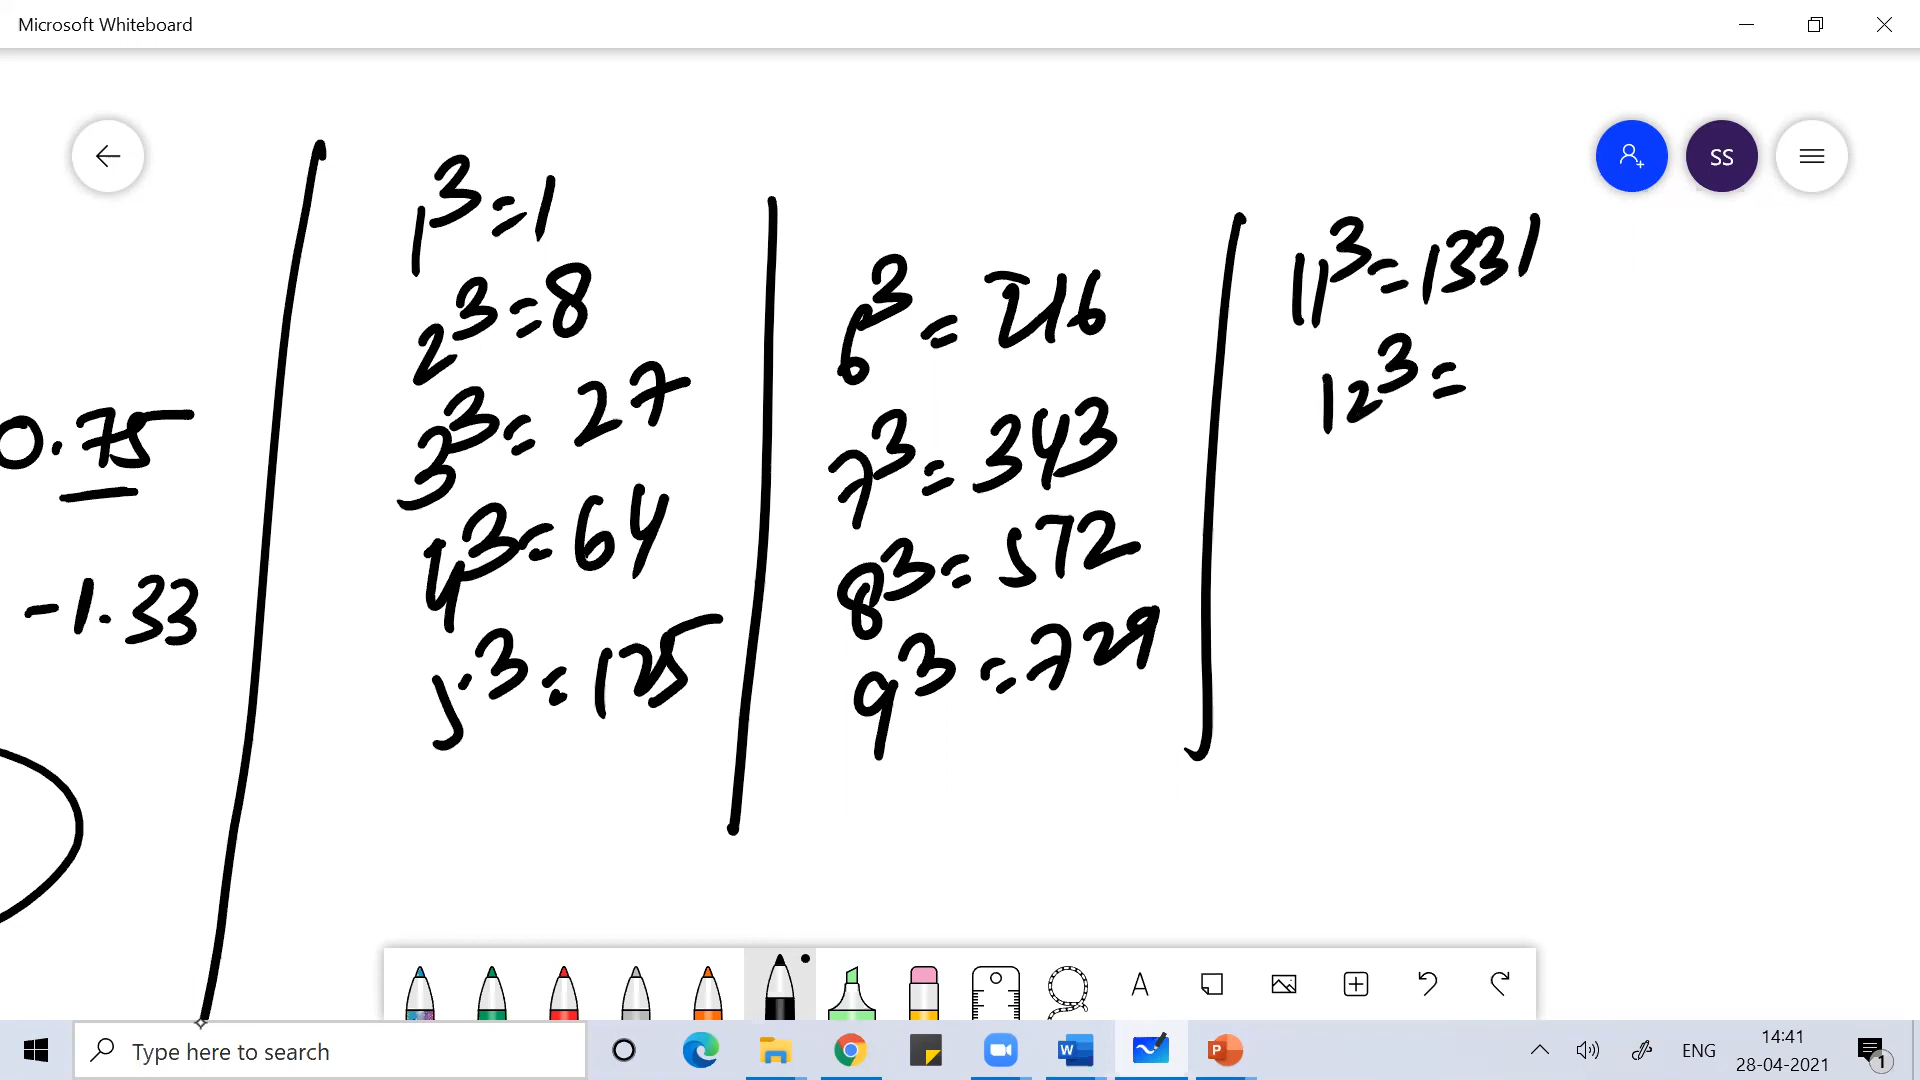 Microsoft Whiteboard
SS
0.75
-1.33
1³=1
2³=8
3³=27
4³=64
5³=125
6³=216
7³=343
8³=572
9³=729
11³=1331
12³=
A
Type here to search
W
P
ENG
14:41
28-04-2021
1